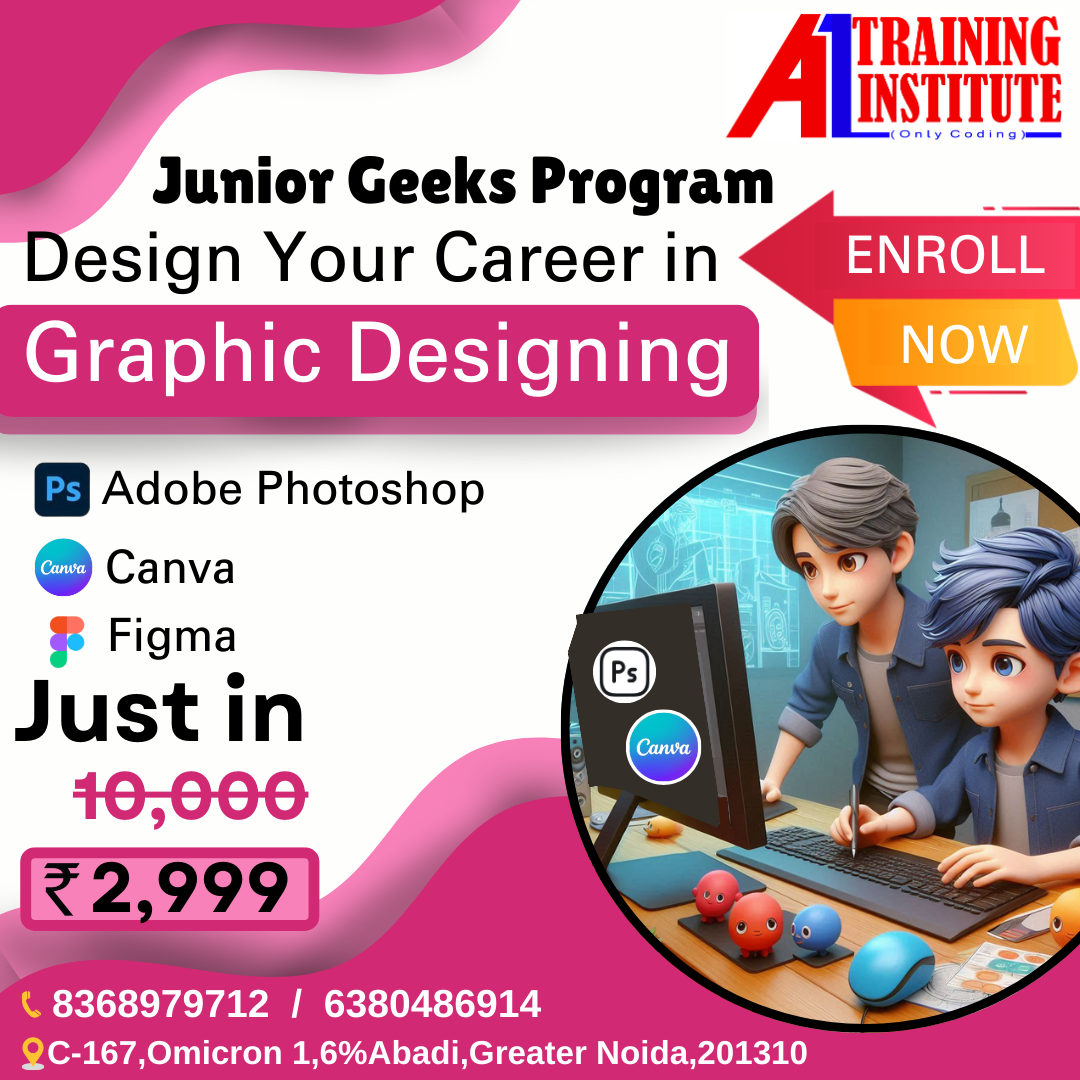 A1 TRAINING
INSTITUTE
(Only Coding)
Junior Geeks Program
Design Your Career in
Graphic Designing
ENROLL
NOW
Ps Adobe Photoshop
Canva Canva
Figma
Just in
10,000
₹2,999
Ps
Canva
8368979712 / 6380486914
C-167,Omicron 1,6%Abadi,Greater Noida,201310